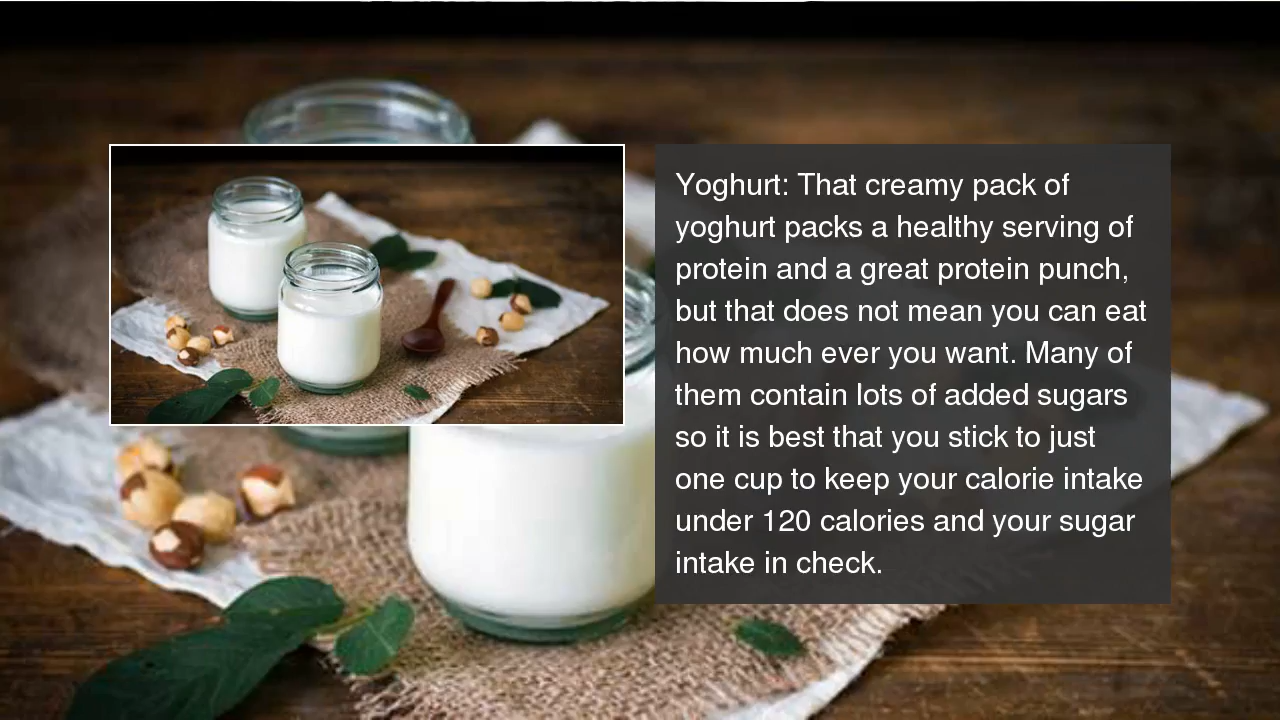 Yoghurt: That creamy pack of
yoghurt packs a healthy serving of
protein and a great protein punch,
but that does not mean you can eat
how much ever you want. Many of
them contain lots of added sugars
so it is best that you stick to just
one cup to keep your calorie intake
under 120 calories and your sugar
intake in check.